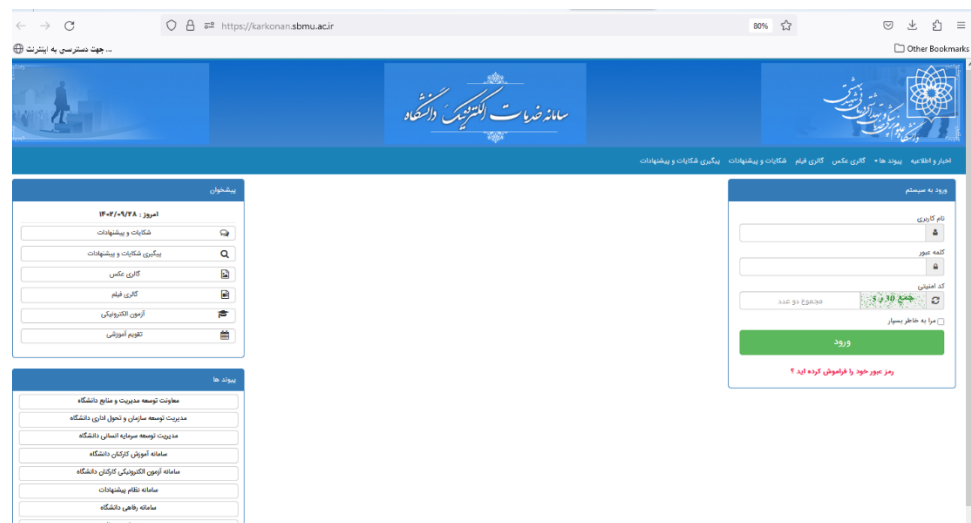 https://karkonan.sbmu.ac.ir
80%
جهت دسترسی به اینترنت ...
Other Bookmarks
سامانه خدمات الکترونیک دانشگاه
اخبار و اطلاعیه پیوند ها گالری عکس گالری فیلم شکایات و پیشنهادات پیگیری شکایات و پیشنهادات
ورود به سیستم
نام کاربری
کلمه عبور
کد امنیتی
جمع 30 و 5
مجموع دو عدد
مرا به خاطر بسپار
ورود
رمز عبور خود را فراموش کرده اید ؟
پیشخوان
امروز : ۱۴۰۲/۰۹/۲۸
شکایات و پیشنهادات
پیگیری شکایات و پیشنهادات
گالری عکس
گالری فیلم
آزمون الکترونیکی
تقویم آموزشی
پیوند ها
معاونت توسعه مدیریت و منابع دانشگاه
مدیریت توسعه سازمان و تحول اداری دانشگاه
مدیریت توسعه سرمایه انسانی دانشگاه
سامانه آموزش کارکنان دانشگاه
سامانه آزمون الکترونیکی کارکنان دانشگاه
سامانه نظام پیشنهادات
سامانه رفاهی دانشگاه